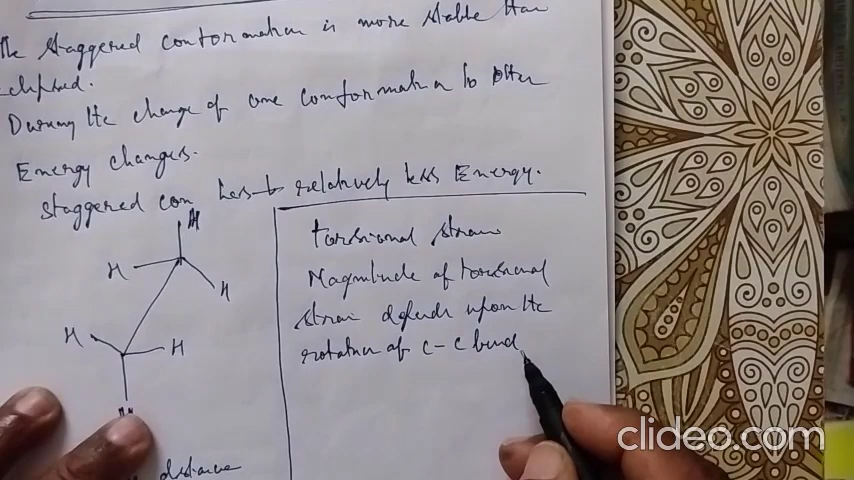 The staggered conformation is more stable than
eclipsed.
During the change of one conformation to other
Energy changes.
staggered con has relatively less Energy.
H
H
H
H
H
torsional strain
Magnitude of torsional
strain depends upon the
rotation of C-C bond
distance
clideo.com